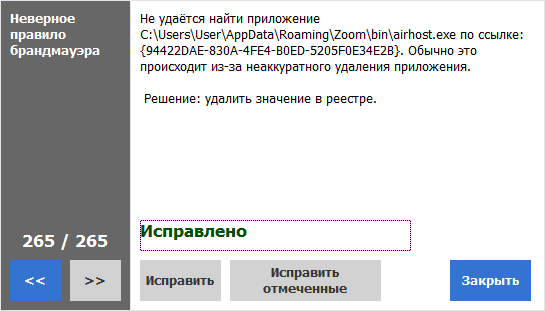 Неверное
правило
брандмауэра
Не удаётся найти приложение
C:\Users\User\AppData\Roaming\Zoom\bin\airhost.exe по ссылке:
{94422DAE-830A-4FE4-B0ED-5205F0E34E2B}. Обычно это
происходит из-за неаккуратного удаления приложения.
Решение: удалить значение в реестре.
Исправлено
265 / 265
<<
>>
Исправить
Исправить
отмеченные
Закрыть